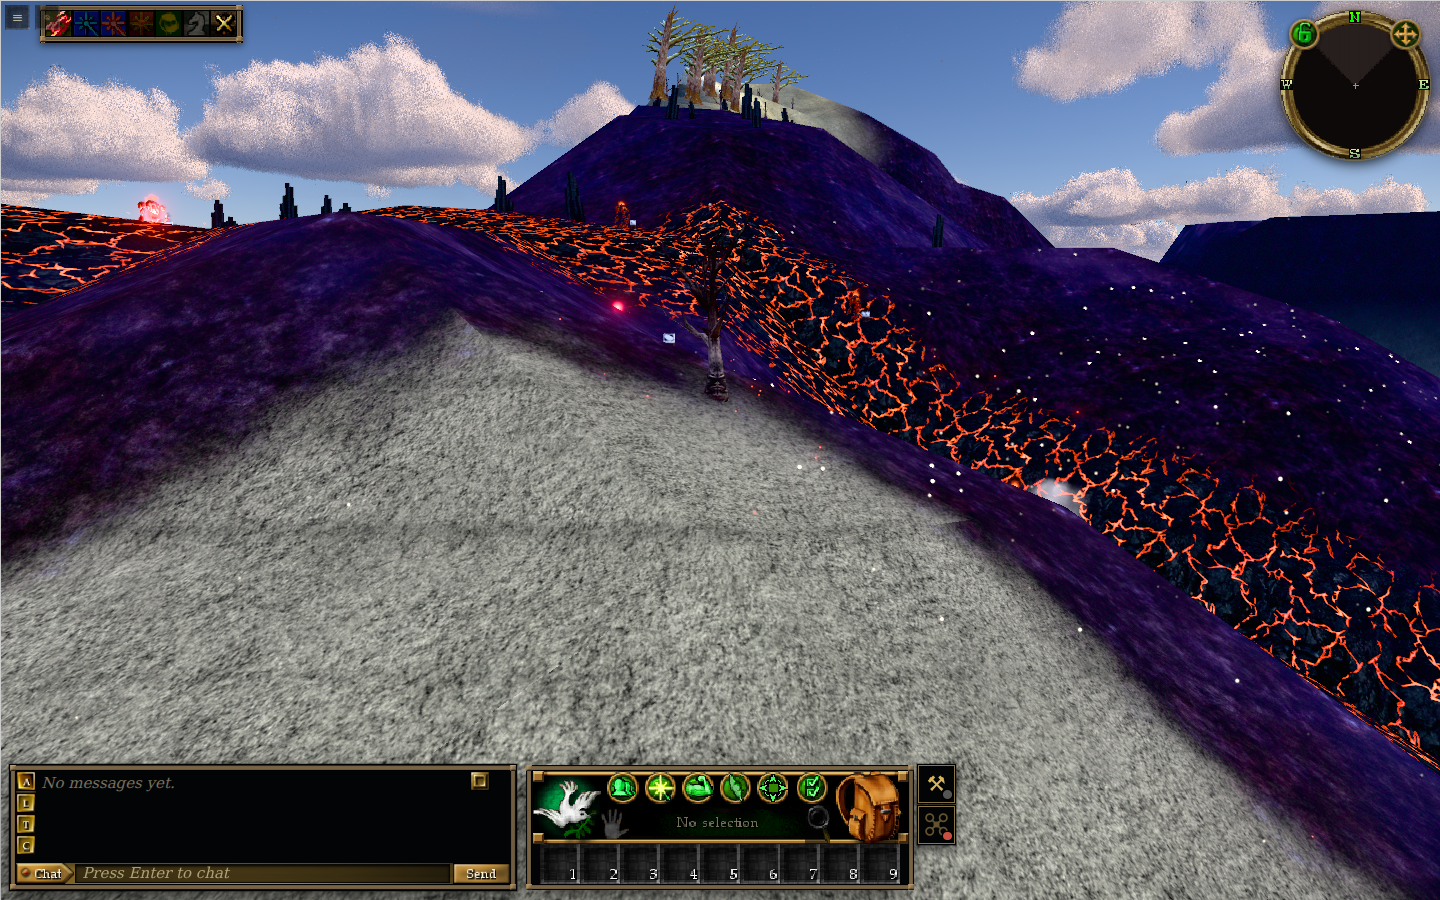 N
W E
S
A No messages yet.
L
T
C
Chat Press Enter to chat Send
No selection
1 2 3 4 5 6 7 8 9